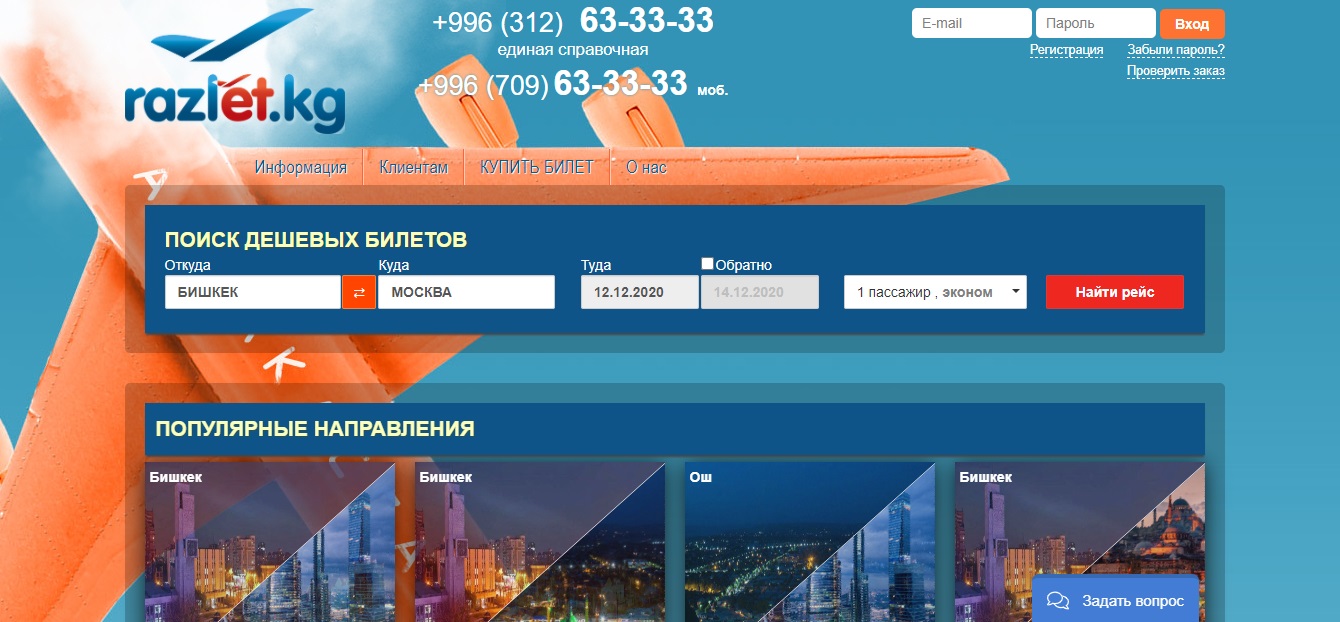 +996 (312) 63-33-33
единая справочная
+996 (709) 63-33-33 моб.
razlet.kg
E-mail
Пароль
Вход
Регистрация
Забыли пароль?
Проверить заказ
Информация
Клиентам
КУПИТЬ БИЛЕТ
О нас
А
К
ПОИСК ДЕШЕВЫХ БИЛЕТОВ
Откуда
Куда
Туда
Обратно
БИШКЕК
⇄
МОСКВА
12.12.2020
14.12.2020
1 пассажир , эконом
Найти рейс
ПОПУЛЯРНЫЕ НАПРАВЛЕНИЯ
Бишкек
Бишкек
Ош
Бишкек
Задать вопрос